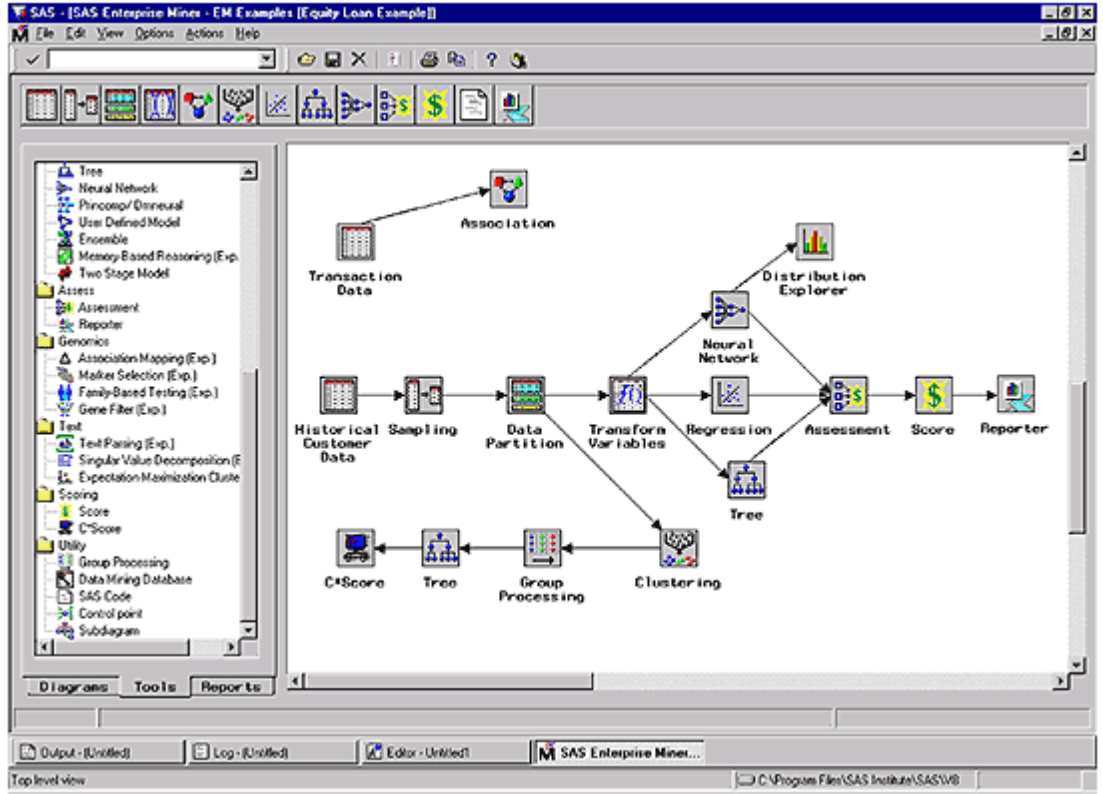 SAS - [SAS Enterprise Miner - EM Examples [Equity Loan Example]]
File Edit View Options Actions Help
Tree
Neural Network
Princomp/Dmneural
User Defined Model
Ensemble
Memory-Based Reasoning (Exp.
Two Stage Model
Assess
Assessment
Reporter
Genomics
Association Mapping (Exp.)
Marker Selection (Exp.)
Family-Based Testing (Exp.)
Gene Filter (Exp.)
Text
Text Parsing (Exp.)
Singular Value Decomposition (E
Expectation-Maximization Cluste
Scoring
Score
C*Score
Utility
Group Processing
Data Mining Database
SAS Code
Control point
Subdiagram
Diagrams Tools Reports
Association
Transaction
Data
Distribution
Explorer
Neural
Network
Historical
Customer
Data
Sampling
Data
Partition
Transform
Variables
Regression
Assessment
Score
Reporter
Tree
C*Score
Tree
Group
Processing
Clustering
Output - (Untitled)
Log - (Untitled)
Editor - Untitled1
SAS Enterprise Miner...
Top level view
C:\Program Files\SAS Institute\SAS\V8